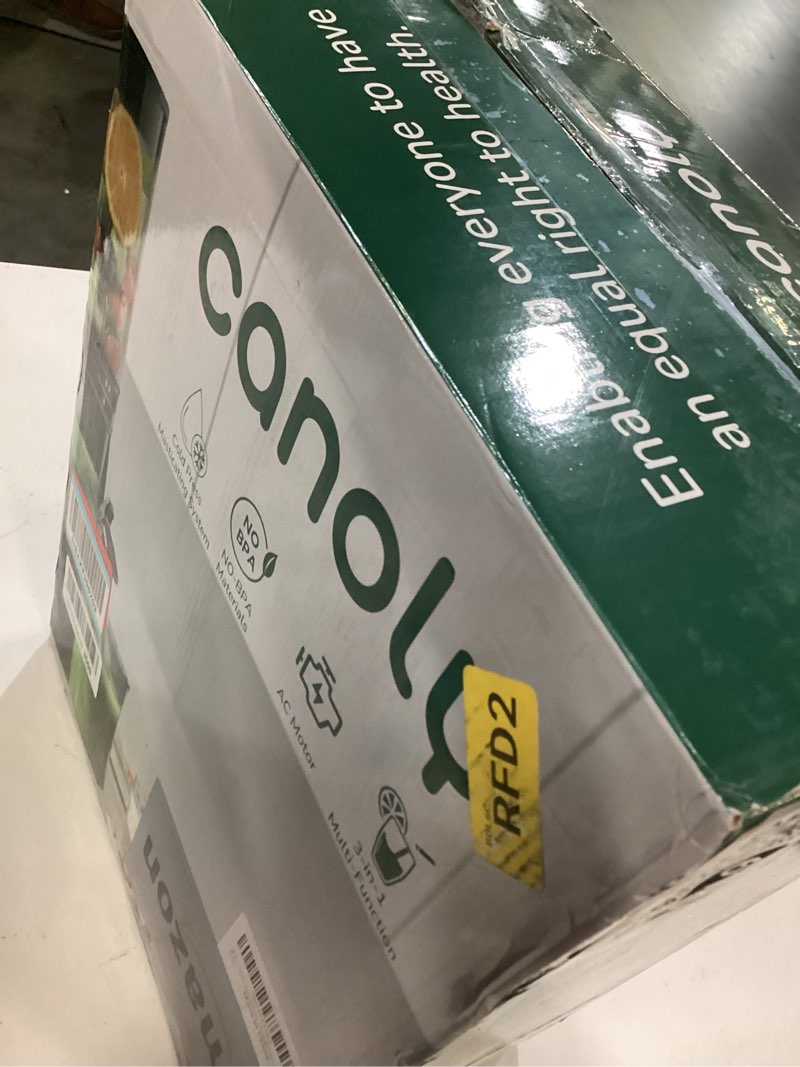 Enabling everyone to have
an equal right to health.
canoly
canoly
Cold Press
Masticating System
NO
BPA
NO-BPA
Materials
AC Motor
3-in-1
Multi-Function
RFD2